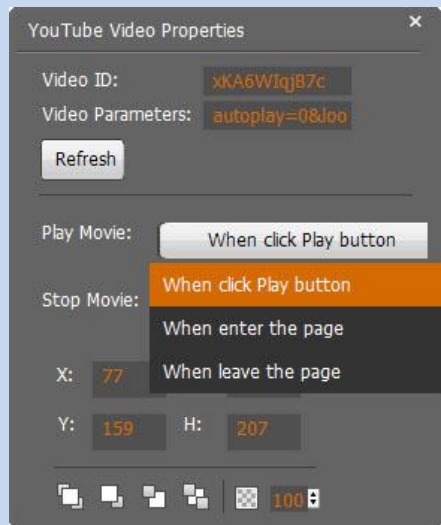 YouTube Video Properties ×
Video ID: xKA6WIqjB7c
Video Parameters: autoplay=0&loo
Refresh
Play Movie: When click Play button
When click Play button
Stop Movie:
When enter the page
When leave the page
X: 77
Y: 159 H: 207
100